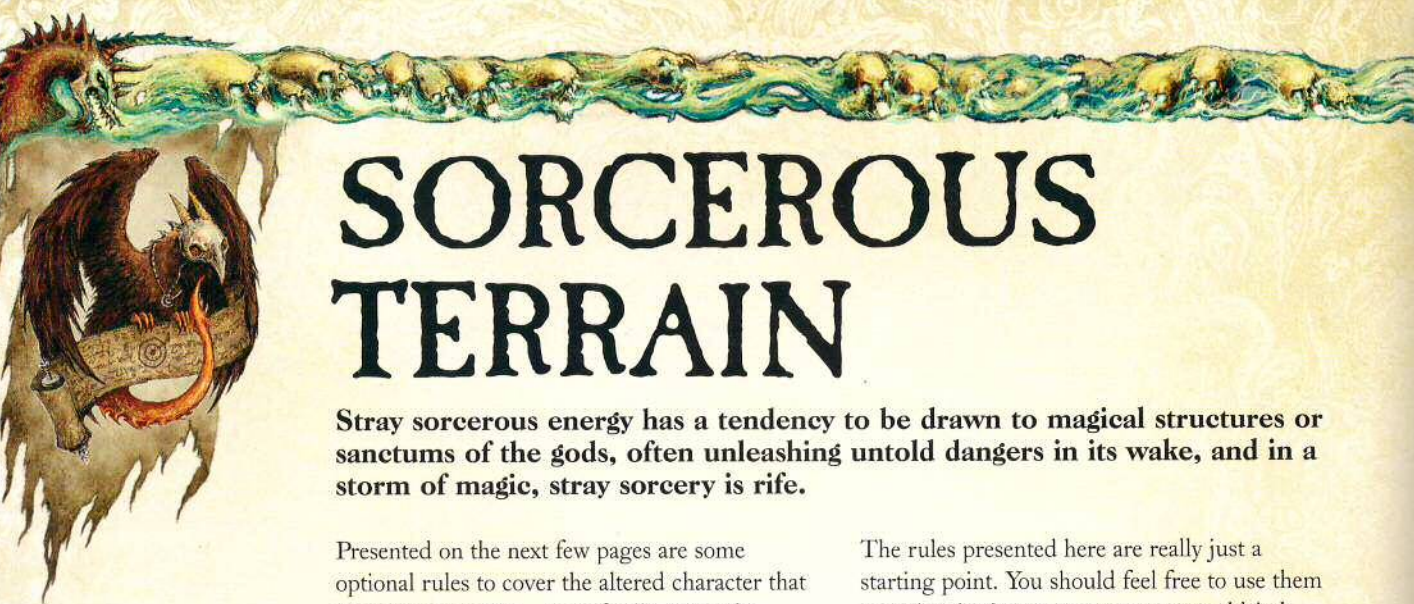 SORCEROUS
TERRAIN
Stray sorcerous energy has a tendency to be drawn to magical structures or
sanctums of the gods, often unleashing untold dangers in its wake, and in a
storm of magic, stray sorcery is rife.
Presented on the next few pages are some
optional rules to cover the altered character that
The rules presented here are really just a
starting point. You should feel free to use them